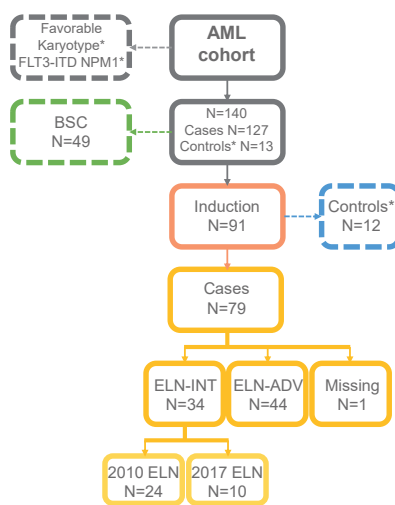 Favorable
Karyotype*
FLT3-ITD NPM1*
AML
cohort
BSC
N=49
N=140
Cases N=127
Controls* N=13
Induction
N=91
Controls*
N=12
Cases
N=79
ELN-INT
N=34
ELN-ADV
N=44
Missing
N=1
2010 ELN
N=24
2017 ELN
N=10